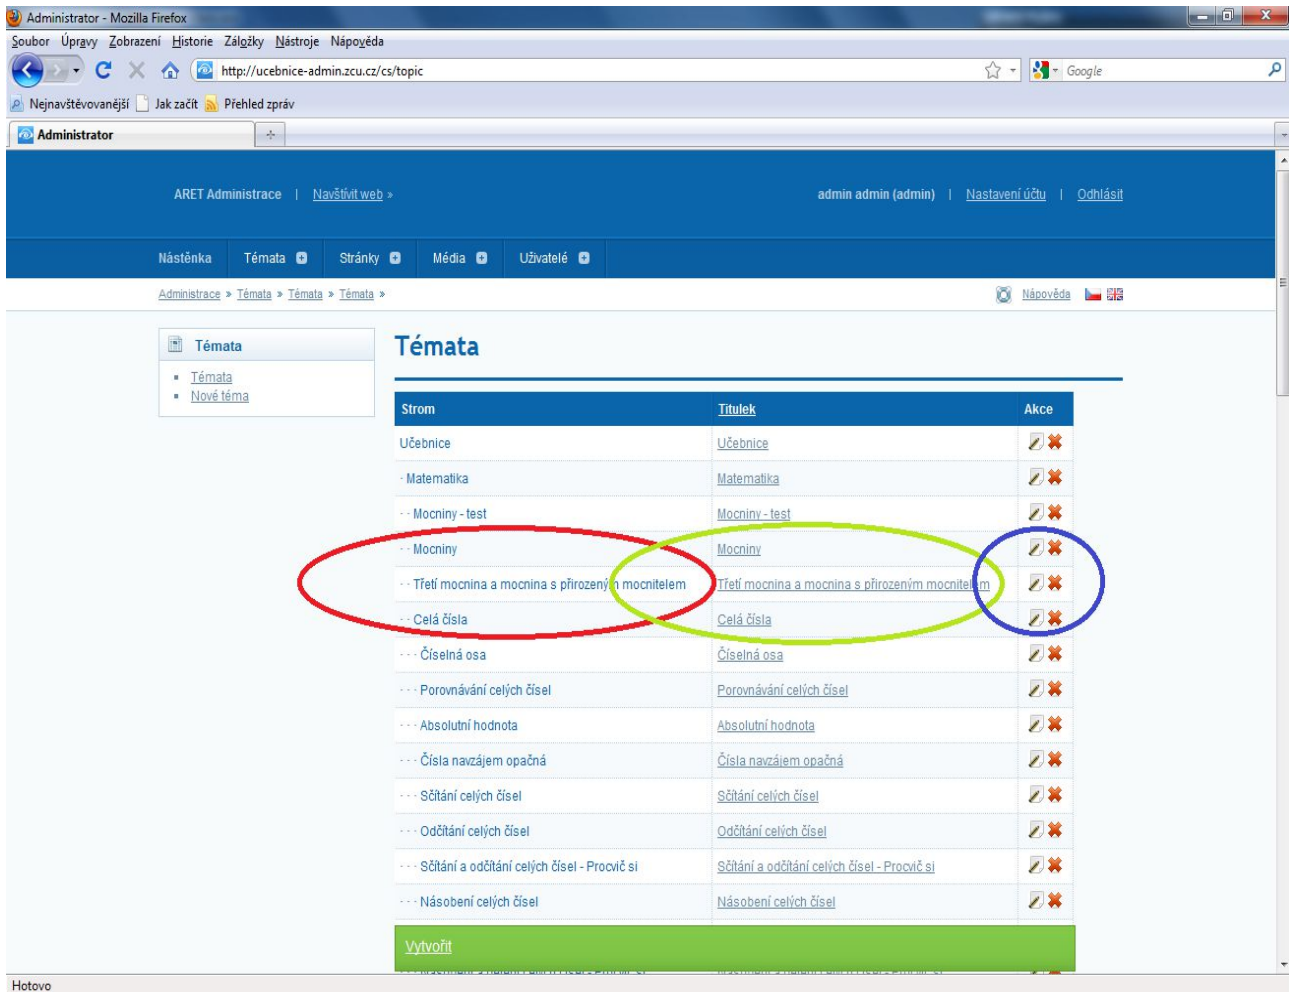 Administrator - Mozilla Firefox
Soubor Úpravy Zobrazení Historie Záložky Nástroje Nápověda
http://ucebnice-admin.zcu.cz/cs/topic Google
Nejnavštěvovanější Jak začít Přehled zpráv
Administrator
ARET Administrace | Navštívit web » admin admin (admin) | Nastavení účtu | Odhlásit
Nástěnka Témata Stránky Média Uživatelé
Administrace » Témata » Témata » Témata » Nápověda
Témata
Témata
Nové téma
Témata
Strom Titulek Akce
Učebnice Učebnice
- Matematika Matematika
- - Mocniny - test Mocniny - test
- - Mocniny Mocniny
- - Třetí mocnina a mocnina s přirozeným mocnitelem Třetí mocnina a mocnina s přirozeným mocnitelem
- - Celá čísla Celá čísla
- - - Číselná osa Číselná osa
- - - Porovnávání celých čísel Porovnávání celých čísel
- - - Absolutní hodnota Absolutní hodnota
- - - Čísla navzájem opačná Čísla navzájem opačná
- - - Sčítání celých čísel Sčítání celých čísel
- - - Odčítání celých čísel Odčítání celých čísel
- - - Sčítání a odčítání celých čísel - Procvič si Sčítání a odčítání celých čísel - Procvič si
- - - Násobení celých čísel Násobení celých čísel
Vytvořit
Hotovo